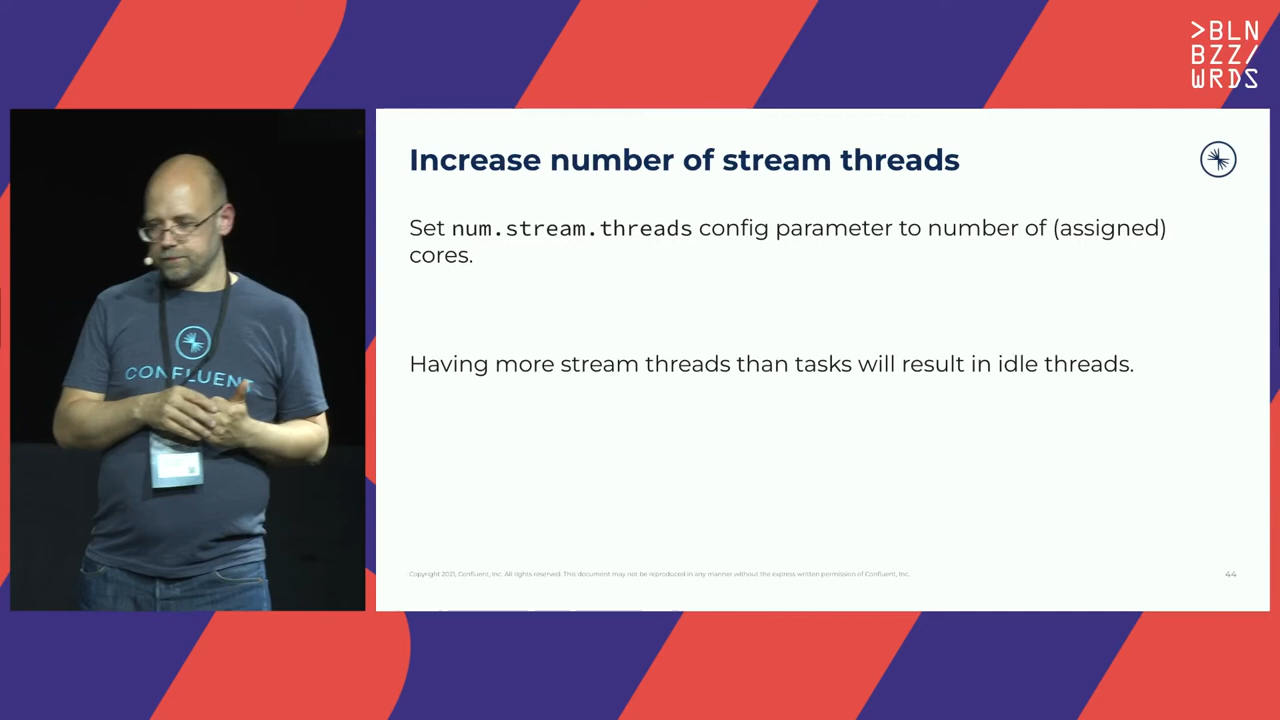 >BLN
BZZ/
WRDS
Increase number of stream threads
Set num.stream.threads config parameter to number of (assigned)
cores.
Having more stream threads than tasks will result in idle threads.
CONFLUENT
Copyright 2021, Confluent, Inc. All rights reserved. This document may not be reproduced in any manner without the express written permission of Confluent, Inc.
44